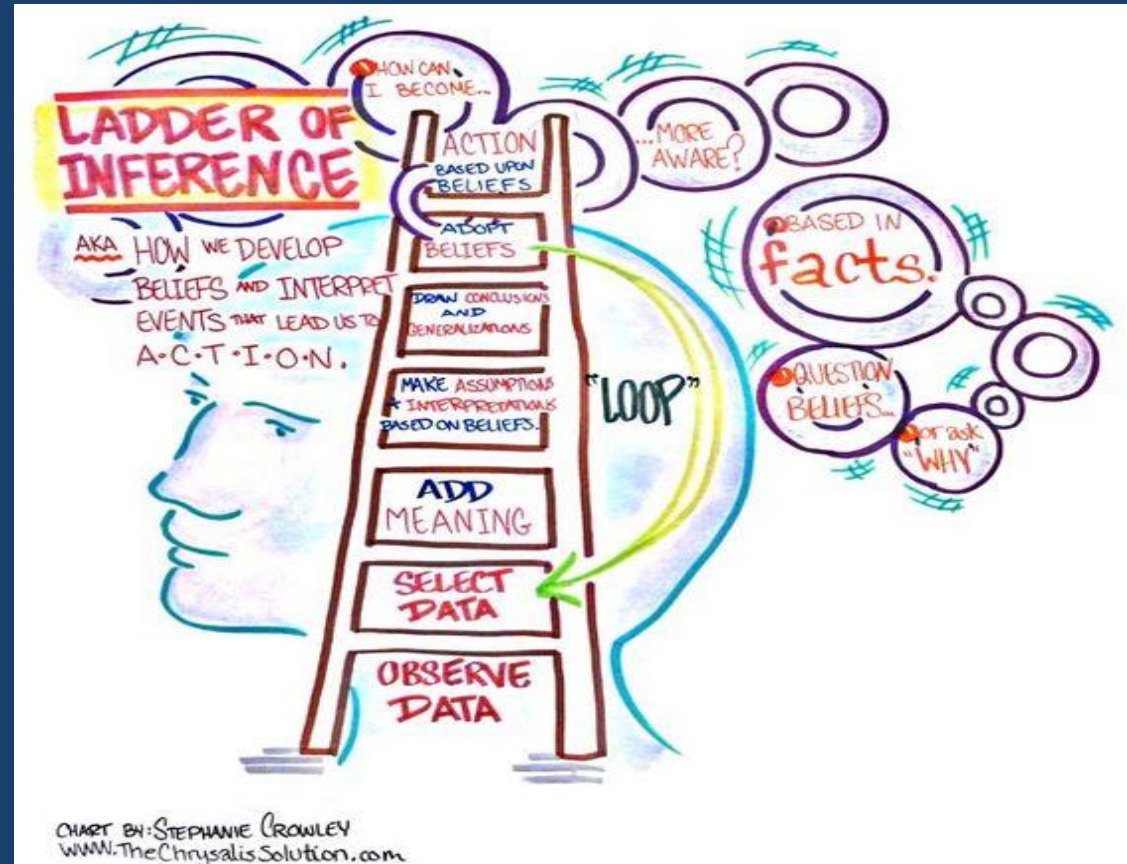 LADDER OF
INFERENCE
AKA HOW WE DEVELOP
BELIEFS AND INTERPRET
EVENTS THAT LEAD US TO
A·C·T·I·O·N.
HOW CAN
I BECOME...
...MORE
AWARE?
BASED IN
facts.
QUESTION
BELIEFS...
or ask
"WHY"
ACTION
BASED UPON
BELIEFS
ADOPT
BELIEFS
DRAW CONCLUSIONS
AND
GENERALIZATIONS
MAKE ASSUMPTIONS
+ INTERPRETATIONS
BASED ON BELIEFS.
"LOOP"
ADD
MEANING
SELECT
DATA
OBSERVE
DATA
CHART BY: STEPHANIE CROWLEY
WWW.TheChrysalisSolution.com